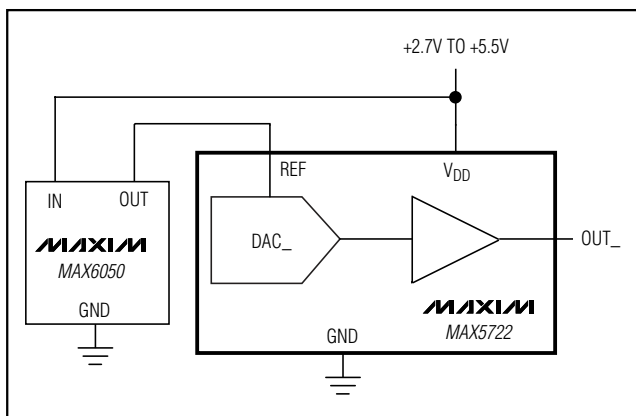 +2.7V TO +5.5V
REF
VDD
IN OUT
DAC_
OUT_
MAXIM
MAX6050
MAXIM
MAX5722
GND
GND